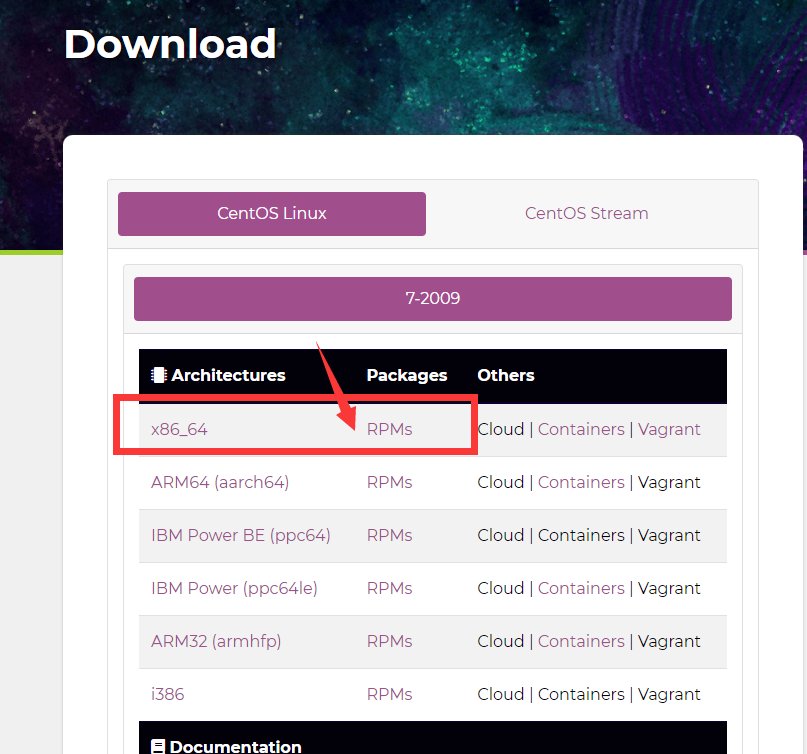 Download
CentOS Linux CentOS Stream
7-2009
Architectures Packages Others
x86_64 RPMs Cloud | Containers | Vagrant
ARM64 (aarch64) RPMs Cloud | Containers | Vagrant
IBM Power BE (ppc64) RPMs Cloud | Containers | Vagrant
IBM Power (ppc64le) RPMs Cloud | Containers | Vagrant
ARM32 (armhfp) RPMs Cloud | Containers | Vagrant
i386 RPMs Cloud | Containers | Vagrant
Documentation